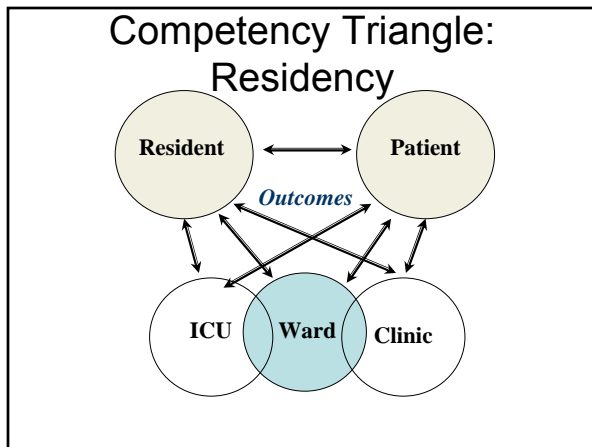 Competency Triangle:
Residency
Resident
Patient
Outcomes
ICU
Ward
Clinic